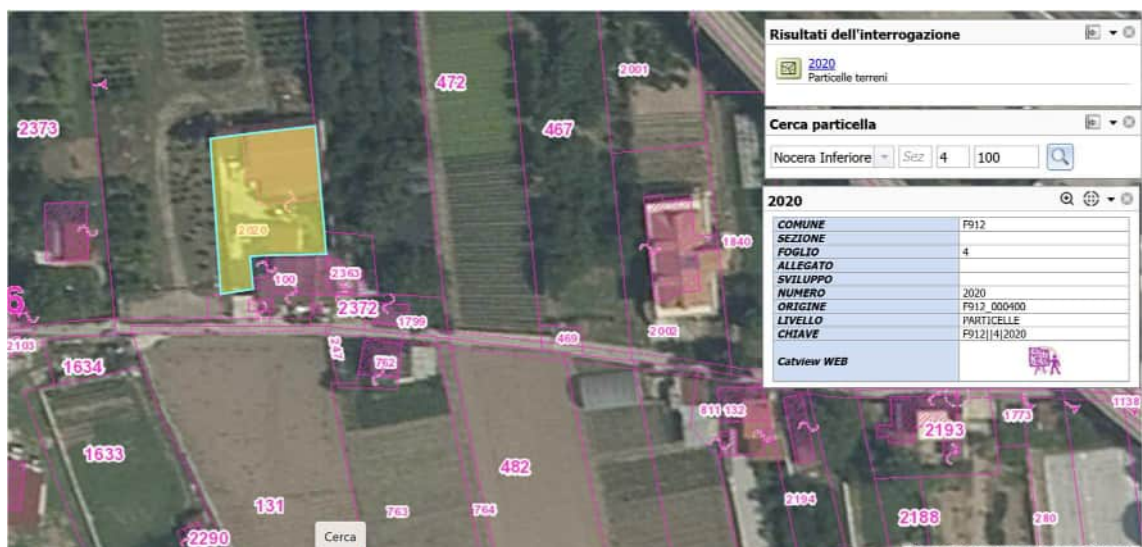 Risultati dell'interrogazione
2020
Particelle terreni
Cerca particella
Nocera Inferiore Sez 4 100
2020
COMUNE F912
SEZIONE
FOGLIO 4
ALLEGATO
SVILUPPO
NUMERO 2020
ORIGINE F912_000400
LIVELLO PARTICELLE
CHIAVE F912||4|2020
Catview WEB
2001
472
467
2373
2020
1840
100
2363
2372
6
1799
2002
469
2103
247
762
1634
811 132
1773
1138
2193
1633
482
131
763
764
2194
2188
280
2290
Cerca